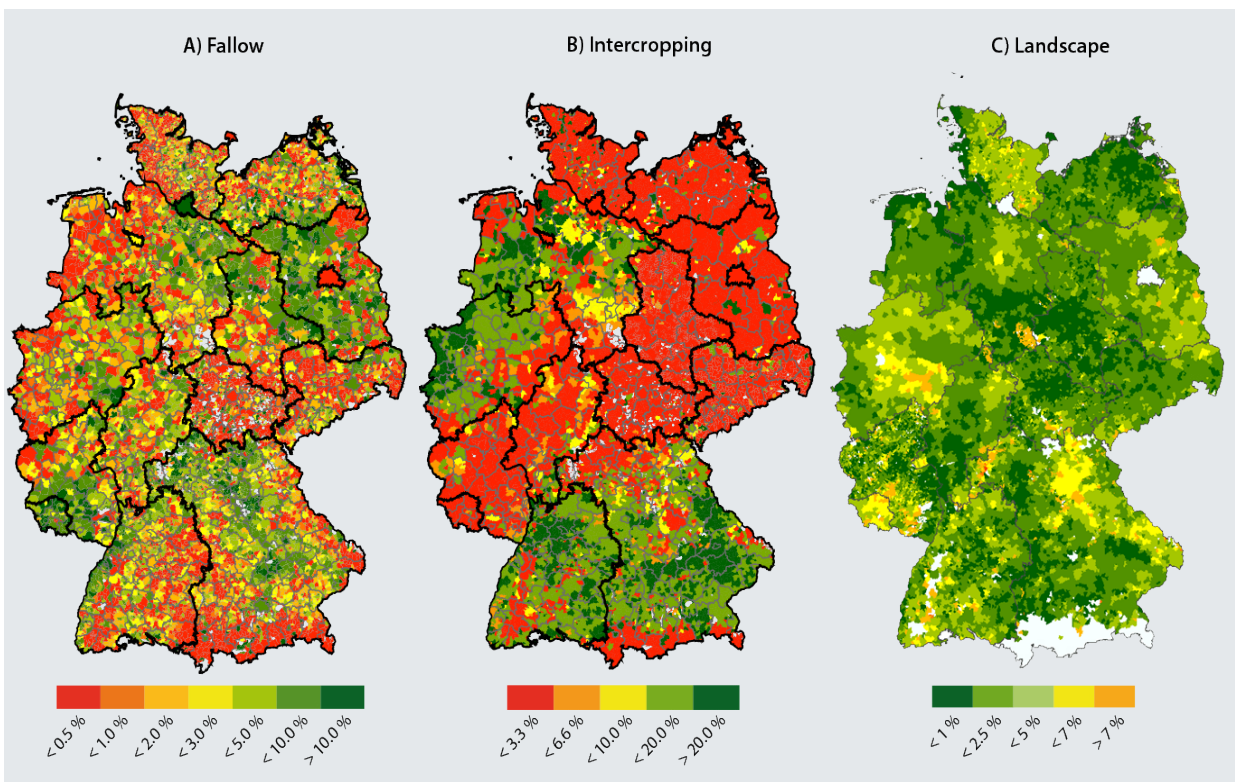 A) Fallow
B) Intercropping
C) Landscape
< 0.5 %
< 1.0 %
< 2.0 %
< 3.0 %
< 5.0 %
< 10.0 %
> 10.0 %
< 3.3 %
< 6.6 %
< 10.0 %
< 20.0 %
> 20.0 %
< 1 %
< 2.5 %
< 5 %
< 7 %
> 7 %